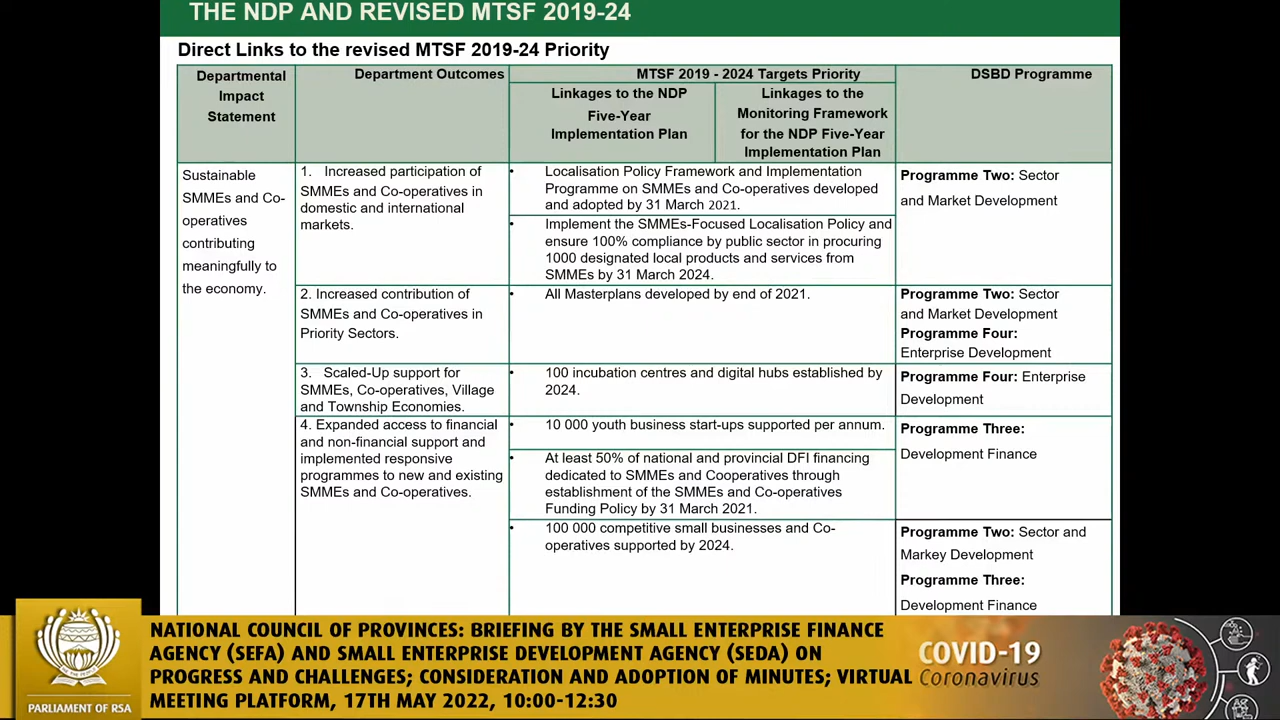 THE NDP AND REVISED MTSF 2019-24
Direct Links to the revised MTSF 2019-24 Priority
Departmental
Impact
Statement
Department Outcomes
MTSF 2019 - 2024 Targets Priority
Linkages to the NDP
Five-Year
Implementation Plan
Linkages to the
Monitoring Framework
for the NDP Five-Year
Implementation Plan
DSBD Programme
Sustainable
SMMEs and Co-
operatives
contributing
meaningfully to
the economy.
1. Increased participation of
SMMEs and Co-operatives in
domestic and international
markets.
• Localisation Policy Framework and Implementation
Programme on SMMEs and Co-operatives developed
and adopted by 31 March 2021.
• Implement the SMMEs-Focused Localisation Policy and
ensure 100% compliance by public sector in procuring
1000 designated local products and services from
SMMEs by 31 March 2024.
Programme Two: Sector
and Market Development
2. Increased contribution of
SMMEs and Co-operatives in
Priority Sectors.
• All Masterplans developed by end of 2021.
Programme Two: Sector
and Market Development
Programme Four:
Enterprise Development
3. Scaled-Up support for
SMMEs, Co-operatives, Village
and Township Economies.
• 100 incubation centres and digital hubs established by
2024.
Programme Four: Enterprise
Development
4. Expanded access to financial
and non-financial support and
implemented responsive
programmes to new and existing
SMMEs and Co-operatives.
• 10 000 youth business start-ups supported per annum.
• At least 50% of national and provincial DFI financing
dedicated to SMMEs and Cooperatives through
establishment of the SMMEs and Co-operatives
Funding Policy by 31 March 2021.
Programme Three:
Development Finance
• 100 000 competitive small businesses and Co-
operatives supported by 2024.
Programme Two: Sector and
Markey Development
Programme Three:
Development Finance
PARLIAMENT OF RSA
NATIONAL COUNCIL OF PROVINCES: BRIEFING BY THE SMALL ENTERPRISE FINANCE
AGENCY (SEFA) AND SMALL ENTERPRISE DEVELOPMENT AGENCY (SEDA) ON
PROGRESS AND CHALLENGES; CONSIDERATION AND ADOPTION OF MINUTES; VIRTUAL
MEETING PLATFORM, 17TH MAY 2022, 10:00-12:30
COVID-19
Coronavirus